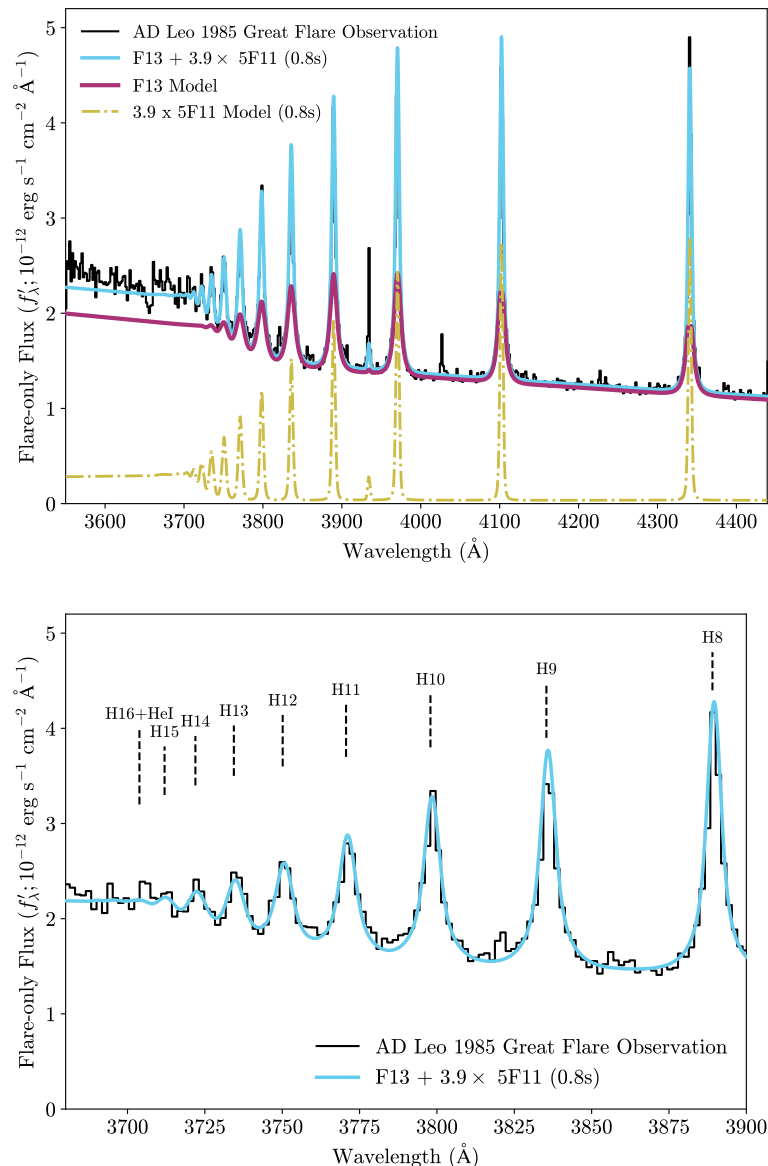 5
4
3
2
1
0
Flare-only Flux (f′λ; 10−12 erg s−1 cm−2 Å−1)
AD Leo 1985 Great Flare Observation
F13 + 3.9× 5F11 (0.8s)
F13 Model
3.9 x 5F11 Model (0.8s)
3600 3700 3800 3900 4000 4100 4200 4300 4400
Wavelength (Å)
5
4
3
2
1
0
Flare-only Flux (f′λ; 10−12 erg s−1 cm−2 Å−1)
H16+HeI
H15
H14
H13
H12
H11
H10
H9
H8
AD Leo 1985 Great Flare Observation
F13 + 3.9× 5F11 (0.8s)
3700 3725 3750 3775 3800 3825 3850 3875 3900
Wavelength (Å)